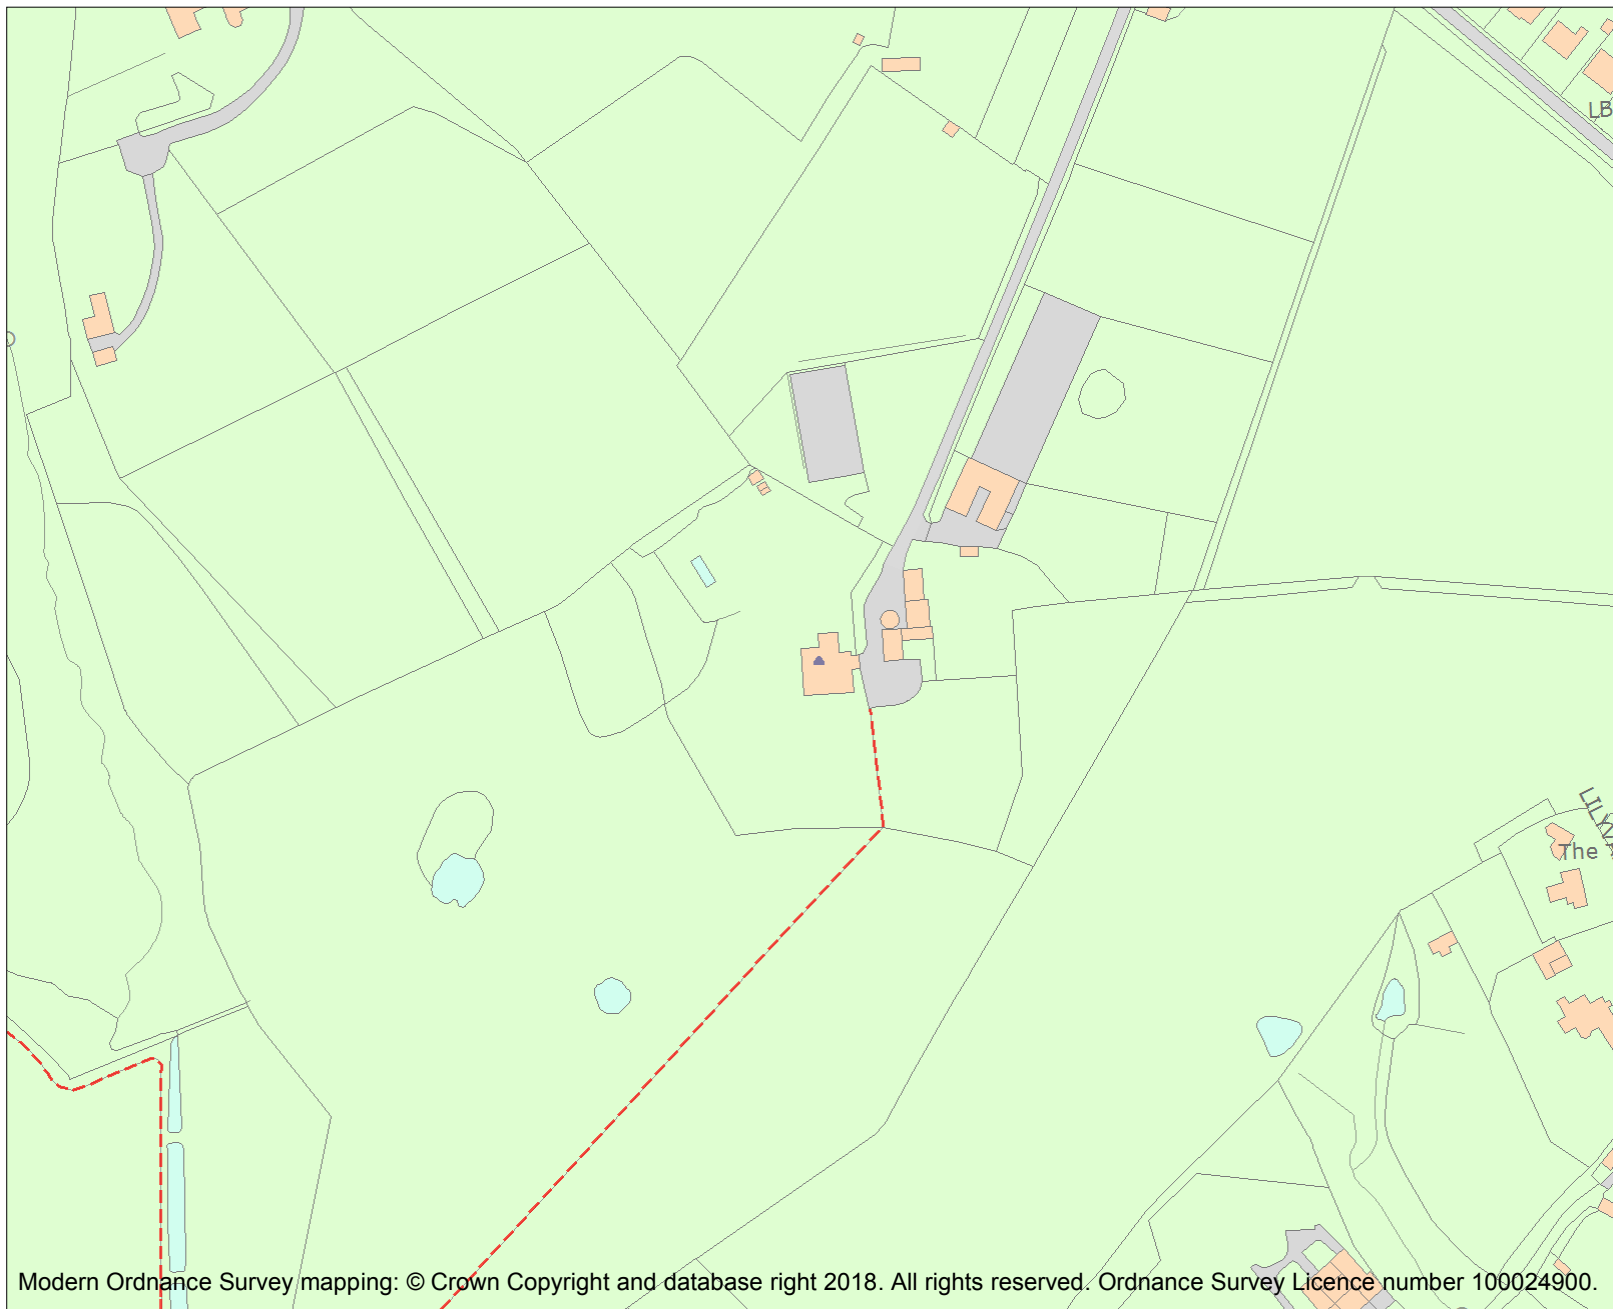 LB
The
Modern Ordnance Survey mapping: © Crown Copyright and database right 2018. All rights reserved. Ordnance Survey Licence number 100024900.